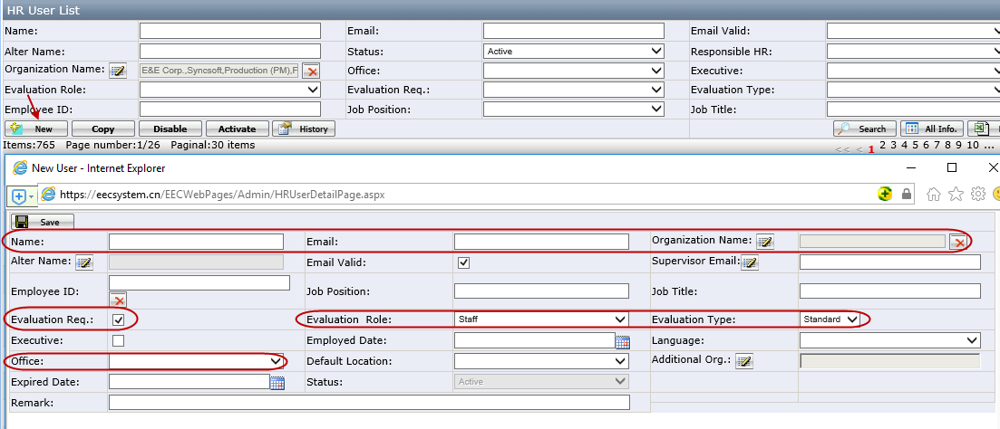 HR User List
Name: Email: Email Valid:
Alter Name: Status: Active Responsible HR:
Organization Name: E&E Corp.,Syncsoft,Production (PM),F Office: Executive:
Evaluation Role: Evaluation Req.: Evaluation Type:
Employee ID: Job Position: Job Title:
New Copy Disable Activate History Search All Info.
Items:765 Page number:1/26 Paginal:30 items << < 1 2 3 4 5 6 7 8 9 10 ...
New User - Internet Explorer
https://eecsystem.cn/EECWebPages/Admin/HRUserDetailPage.aspx
Save
Name: Email: Organization Name:
Alter Name: Email Valid: Supervisor Email:
Employee ID: Job Position: Job Title:
Evaluation Req.: Evaluation Role: Staff Evaluation Type: Standard
Executive: Employed Date: Language:
Office: Default Location: Additional Org.:
Expired Date: Status: Active
Remark: